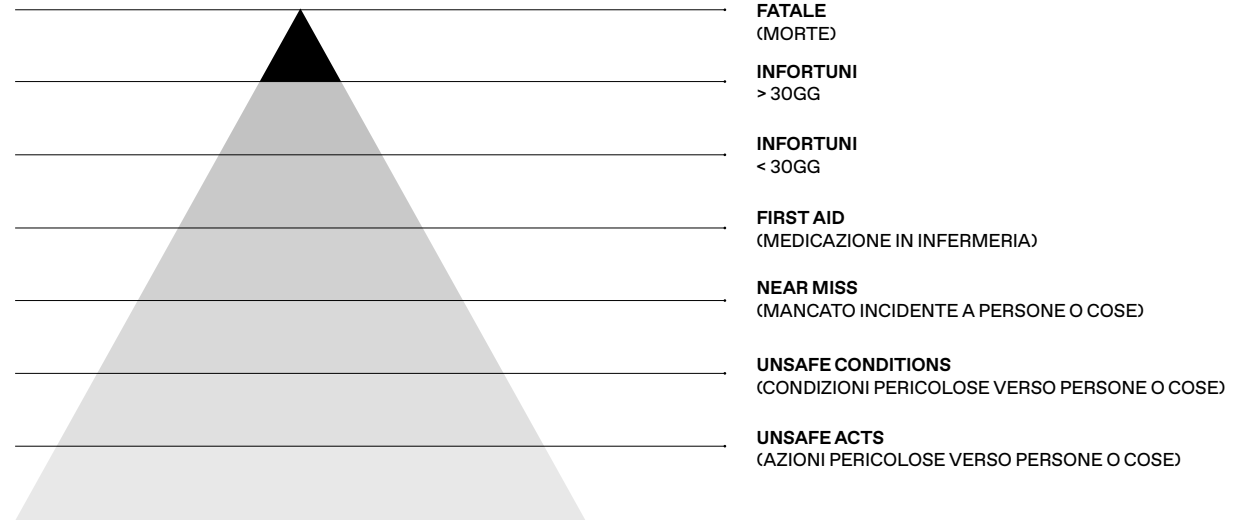 FATALE
(MORTE)
INFORTUNI
> 30GG
INFORTUNI
< 30GG
FIRST AID
(MEDICAZIONE IN INFERMERIA)
NEAR MISS
(MANCATO INCIDENTE A PERSONE O COSE)
UNSAFE CONDITIONS
(CONDIZIONI PERICOLOSE VERSO PERSONE O COSE)
UNSAFE ACTS
(AZIONI PERICOLOSE VERSO PERSONE O COSE)